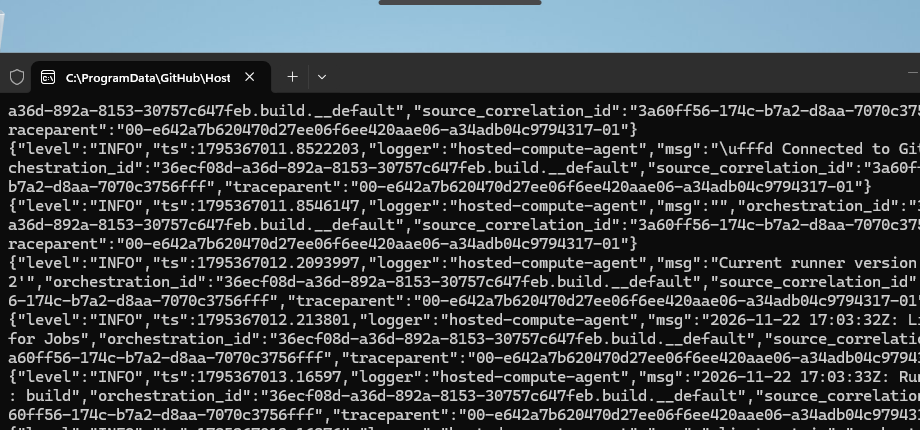 C:\ProgramData\GitHub\Host
a36d-892a-8153-30757c647feb.build.__default","source_correlation_id":"3a60ff56-174c-b7a2-d8aa-7070c37
raceparent":"00-e642a7b620470d27ee06f6ee420aae06-a34adb04c9794317-01"}
{"level":"INFO","ts":1795367011.8522203,"logger":"hosted-compute-agent","msg":"\ufffd Connected to Git
chestration_id":"36ecf08d-a36d-892a-8153-30757c647feb.build.__default","source_correlation_id":"3a60f
b7a2-d8aa-7070c3756fff","traceparent":"00-e642a7b620470d27ee06f6ee420aae06-a34adb04c9794317-01"}
{"level":"INFO","ts":1795367011.8546147,"logger":"hosted-compute-agent","msg":"","orchestration_id":"
a36d-892a-8153-30757c647feb.build.__default","source_correlation_id":"3a60ff56-174c-b7a2-d8aa-7070c37
raceparent":"00-e642a7b620470d27ee06f6ee420aae06-a34adb04c9794317-01"}
{"level":"INFO","ts":1795367012.2093997,"logger":"hosted-compute-agent","msg":"Current runner version
2'","orchestration_id":"36ecf08d-a36d-892a-8153-30757c647feb.build.__default","source_correlation_id"
6-174c-b7a2-d8aa-7070c3756fff","traceparent":"00-e642a7b620470d27ee06f6ee420aae06-a34adb04c9794317-01"
{"level":"INFO","ts":1795367012.213801,"logger":"hosted-compute-agent","msg":"2026-11-22 17:03:32Z: Li
for Jobs","orchestration_id":"36ecf08d-a36d-892a-8153-30757c647feb.build.__default","source_correlatio
a60ff56-174c-b7a2-d8aa-7070c3756fff","traceparent":"00-e642a7b620470d27ee06f6ee420aae06-a34adb04c9794
{"level":"INFO","ts":1795367013.16597,"logger":"hosted-compute-agent","msg":"2026-11-22 17:03:33Z: Run
: build","orchestration_id":"36ecf08d-a36d-892a-8153-30757c647feb.build.__default","source_correlation
60ff56-174c-b7a2-d8aa-7070c3756fff","traceparent":"00-e642a7b620470d27ee06f6ee420aae06-a34adb04c97943